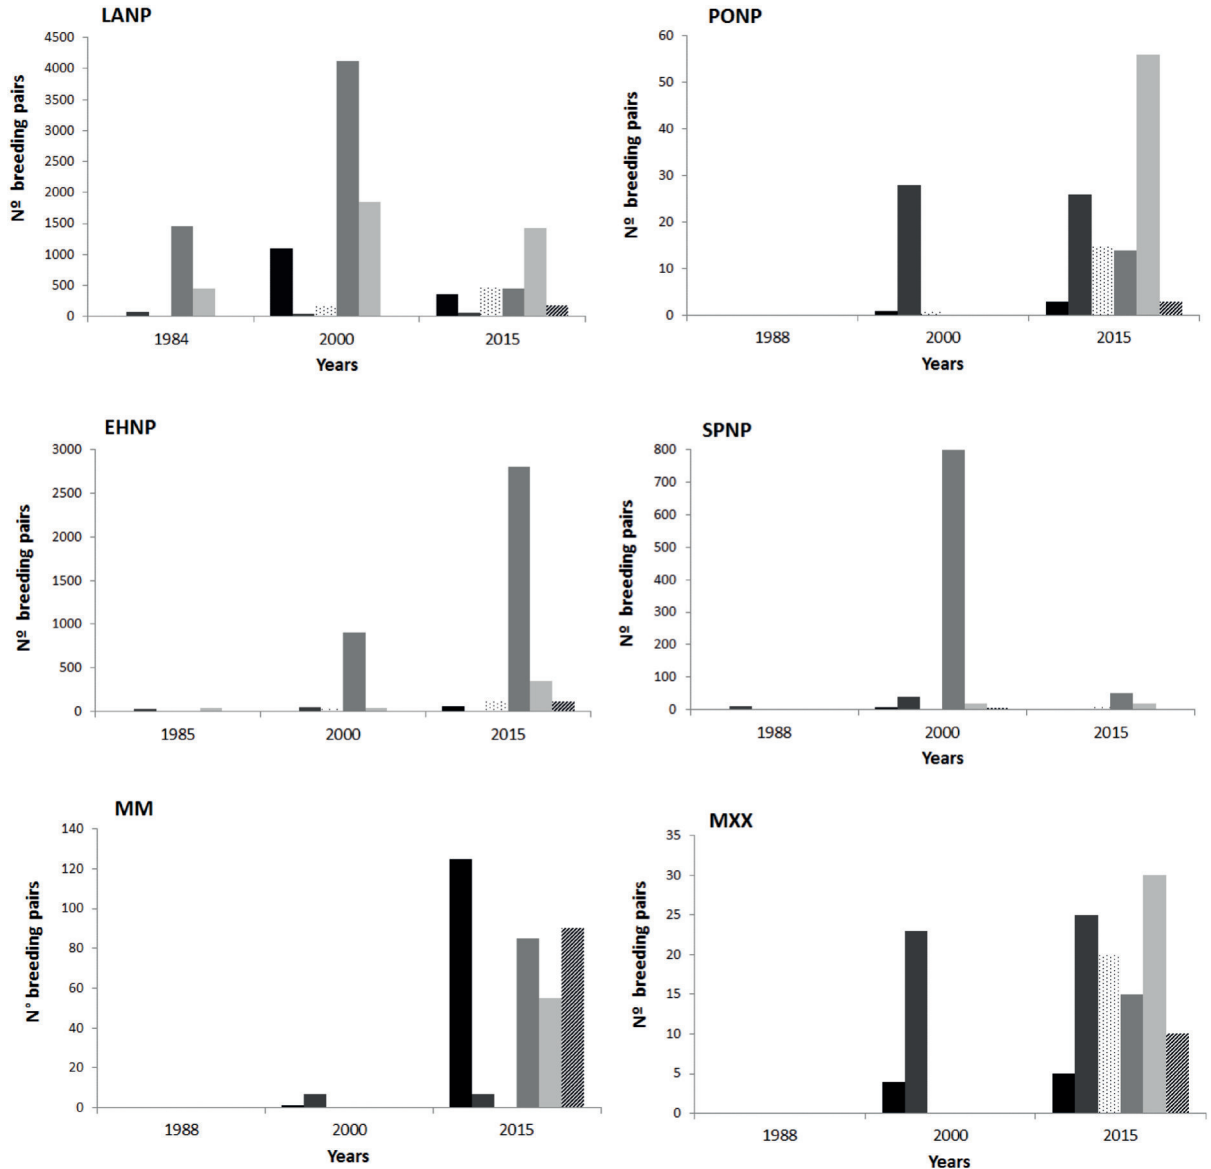 LANP
Nº breeding pairs
4500
4000
3500
3000
2500
2000
1500
1000
500
0
1984 2000 2015
Years
PONP
Nº breeding pairs
60
50
40
30
20
10
0
1988 2000 2015
Years
EHNP
Nº breeding pairs
3000
2500
2000
1500
1000
500
0
1985 2000 2015
Years
SPNP
Nº breeding pairs
800
700
600
500
400
300
200
100
0
1988 2000 2015
Years
MM
N° breeding pairs
140
120
100
80
60
40
20
0
1988 2000 2015
Years
MXX
Nº breeding pairs
35
30
25
20
15
10
5
0
1988 2000 2015
Years